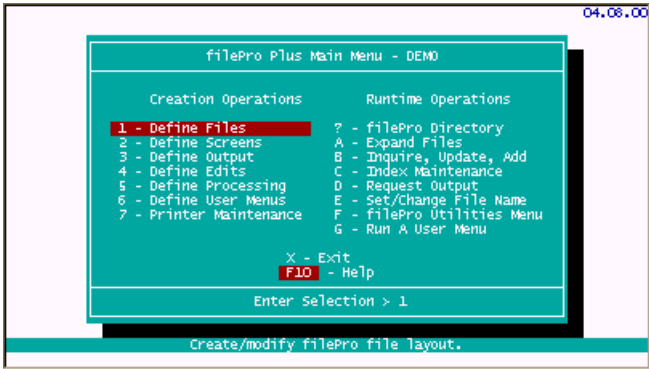 04.08.00
filePro Plus Main Menu - DEMO
Creation Operations
1 - Define Files
2 - Define Screens
3 - Define Output
4 - Define Edits
5 - Define Processing
6 - Define User Menus
7 - Printer Maintenance
Runtime Operations
? - filePro Directory
A - Expand Files
B - Inquire, Update, Add
C - Index Maintenance
D - Request Output
E - Set/Change File Name
F - filePro Utilities Menu
G - Run A User Menu
X - Exit
F10 - Help
Enter Selection > 1
Create/modify filePro file layout.